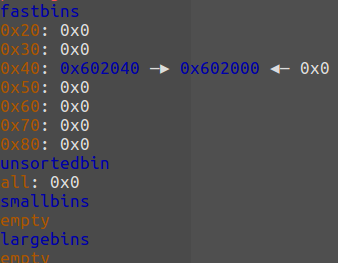 fastbins
0x20: 0x0
0x30: 0x0
0x40: 0x602040 —▸ 0x602000 ◂— 0x0
0x50: 0x0
0x60: 0x0
0x70: 0x0
0x80: 0x0
unsortedbin
all: 0x0
smallbins
empty
largebins
empty